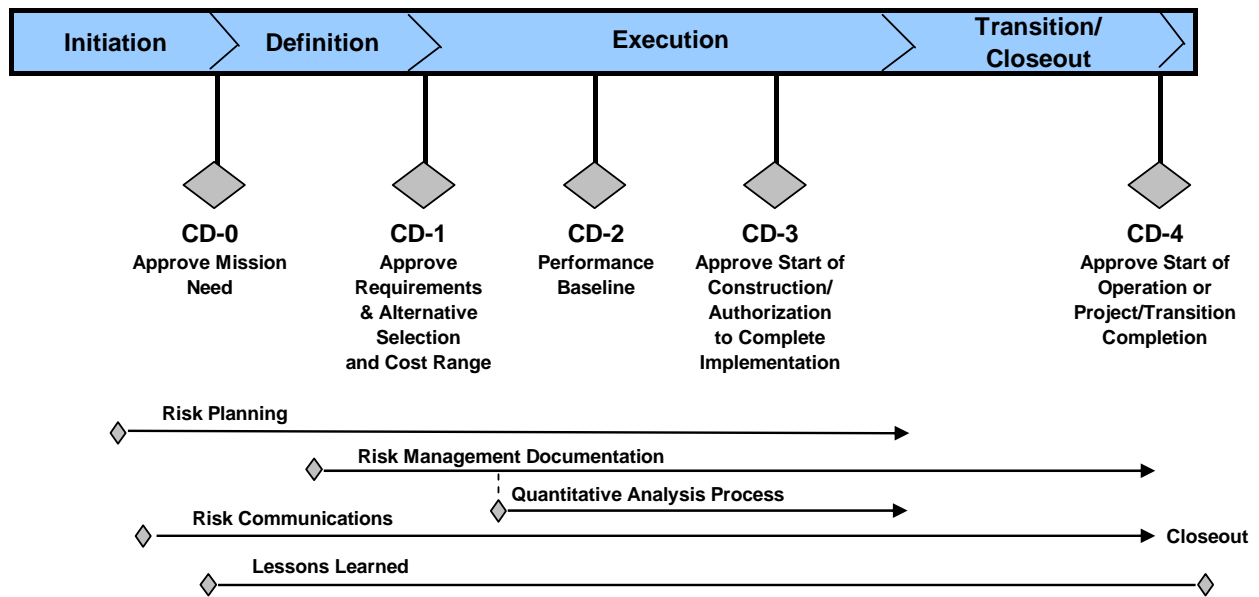 Initiation
Definition
Execution
Transition/
Closeout
CD-0
Approve Mission
Need
CD-1
Approve
Requirements
& Alternative
Selection
and Cost Range
CD-2
Performance
Baseline
CD-3
Approve Start of
Construction/
Authorization
to Complete
Implementation
CD-4
Approve Start of
Operation or
Project/Transition
Completion
Risk Planning
Risk Management Documentation
Quantitative Analysis Process
Risk Communications
Closeout
Lessons Learned